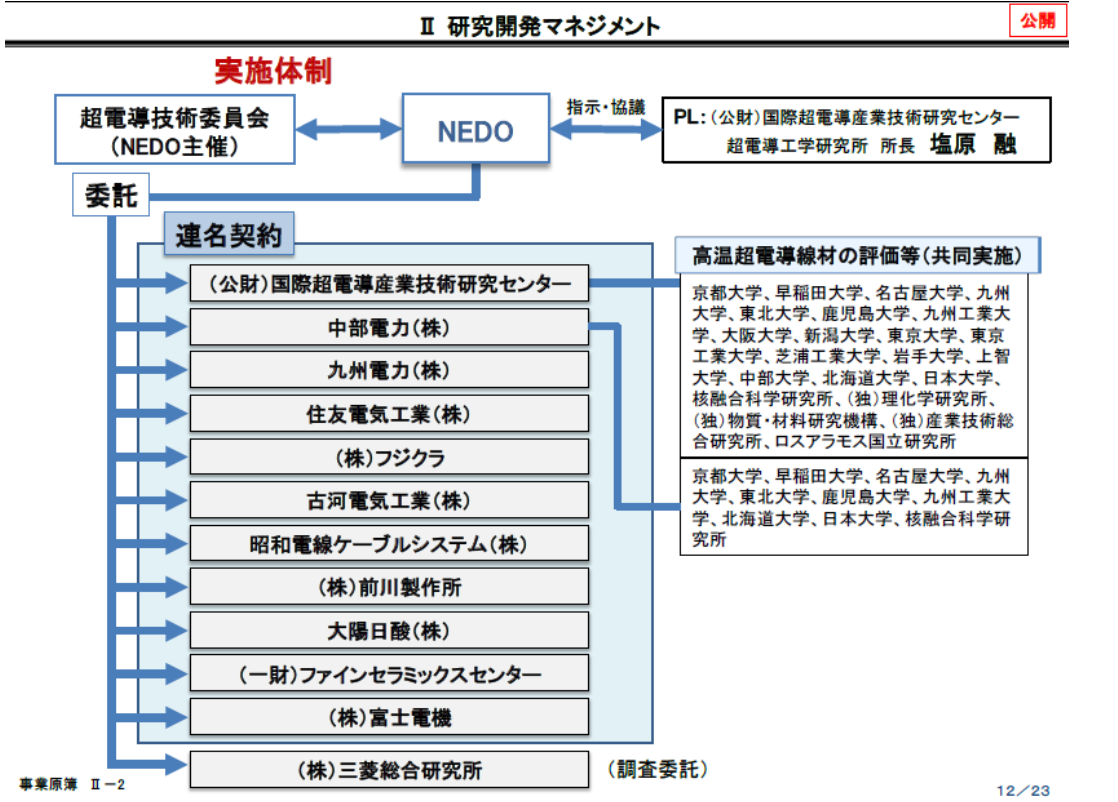 Ⅱ 研究開発マネジメント
公開
実施体制
超電導技術委員会
(NEDO主催)
NEDO
指示・協議
PL:(公財)国際超電導産業技術研究センター
超電導工学研究所 所長 塩原 融
委託
連名契約
(公財)国際超電導産業技術研究センター
中部電力(株)
九州電力(株)
住友電気工業(株)
(株)フジクラ
古河電気工業(株)
昭和電線ケーブルシステム(株)
(株)前川製作所
大陽日酸(株)
(一財)ファインセラミックスセンター
(株)富士電機
(株)三菱総合研究所
(調査委託)
高温超電導線材の評価等(共同実施)
京都大学、早稲田大学、名古屋大学、九州
大学、東北大学、鹿児島大学、九州工業大
学、大阪大学、新潟大学、東京大学、東京
工業大学、芝浦工業大学、岩手大学、上智
大学、中部大学、北海道大学、日本大学、
核融合科学研究所、(独)理化学研究所、
(独)物質・材料研究機構、(独)産業技術総
合研究所、ロスアラモス国立研究所
京都大学、早稲田大学、名古屋大学、九州
大学、東北大学、鹿児島大学、九州工業大
学、北海道大学、日本大学、核融合科学研
究所
事業原簿 Ⅱ-2
12/23